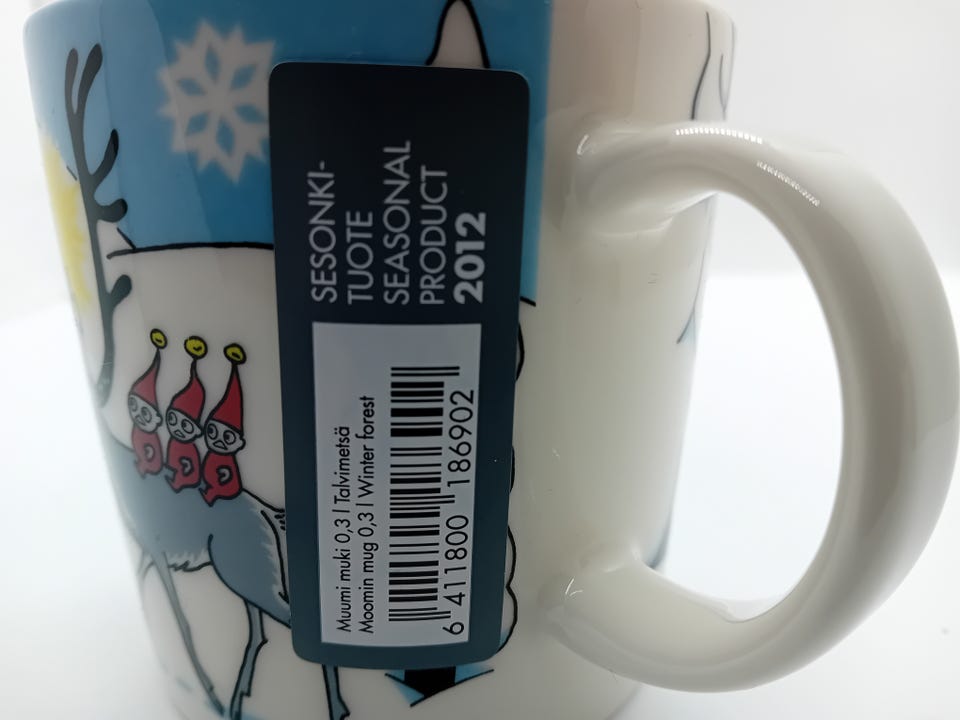 SESONKI-
TUOTE
SEASONAL
PRODUCT
2012
Muumi muki 0,3 l Talvimetsä
Moomin mug 0,3 l Winter forest
6 411800 186902